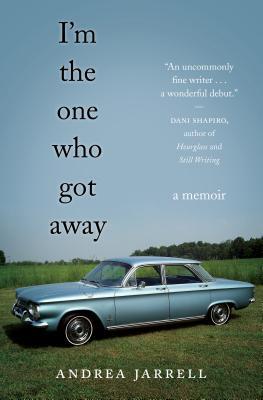 I'm
the
one
who
got
away
"An uncommonly
fine writer . . .
a wonderful debut."
—
DANI SHAPIRO,
author of
Hourglass and
Still Writing
a memoir
ANDREA JARRELL